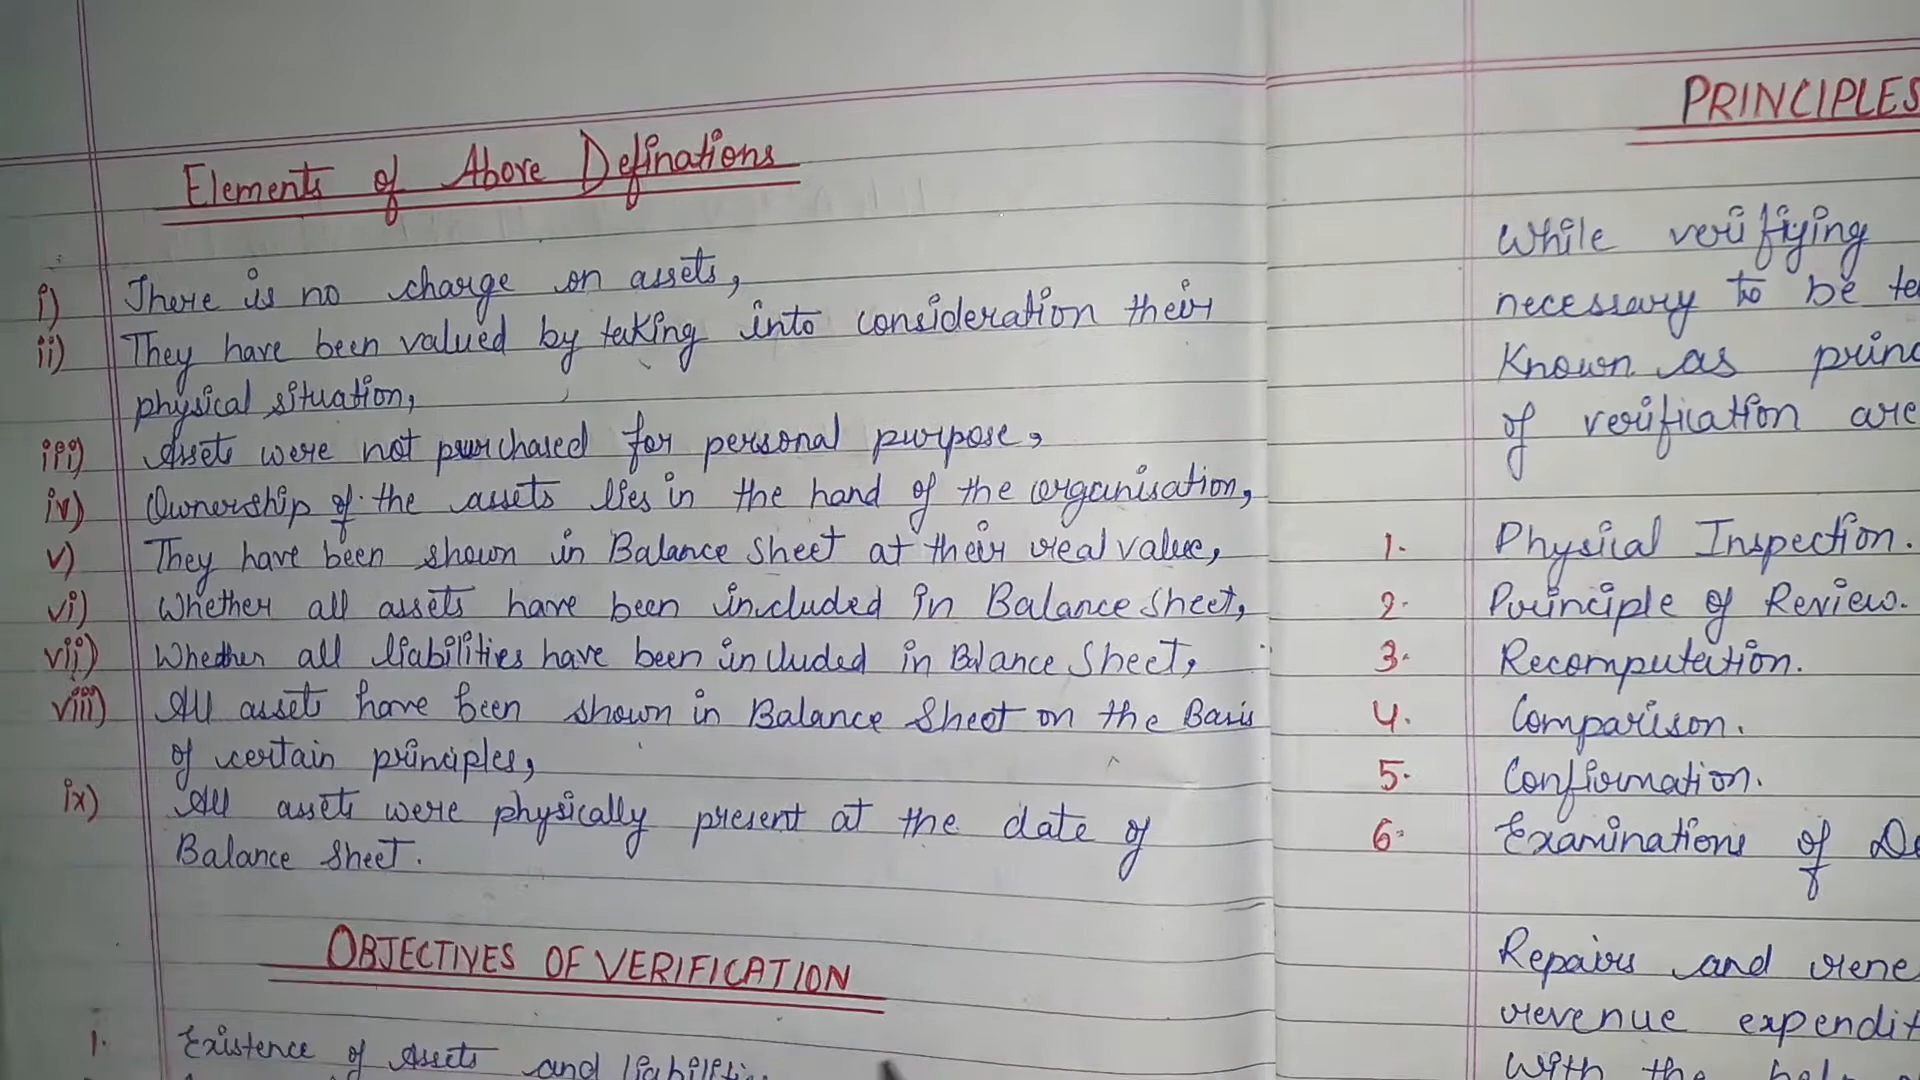 Elements of Above Definations
i) There is no charge on assets,
ii) They have been valued by taking into consideration their
physical situation,
iii) Assets were not purchased for personal purpose,
iv) Ownership of the assets lies in the hand of the organisation,
v) They have been shown in Balance Sheet at their real value,
vi) Whether all assets have been included in Balance Sheet,
vii) Whether all liabilities have been included in Balance Sheet,
viii) All assets have been shown in Balance Sheet on the Basis
of certain principles,
ix) All assets were physically present at the date of
Balance Sheet.
OBJECTIVES OF VERIFICATION
1. Existence of Assets and
PRINCIPLES
While verifiying
necessary to be
Known as
of verification are
1. Physical Inspection.
2. Principle of Review.
3. Recomputation.
4. Comparison.
5. Confirmation.
6. Examinations of
Repairs and
revenue
With the